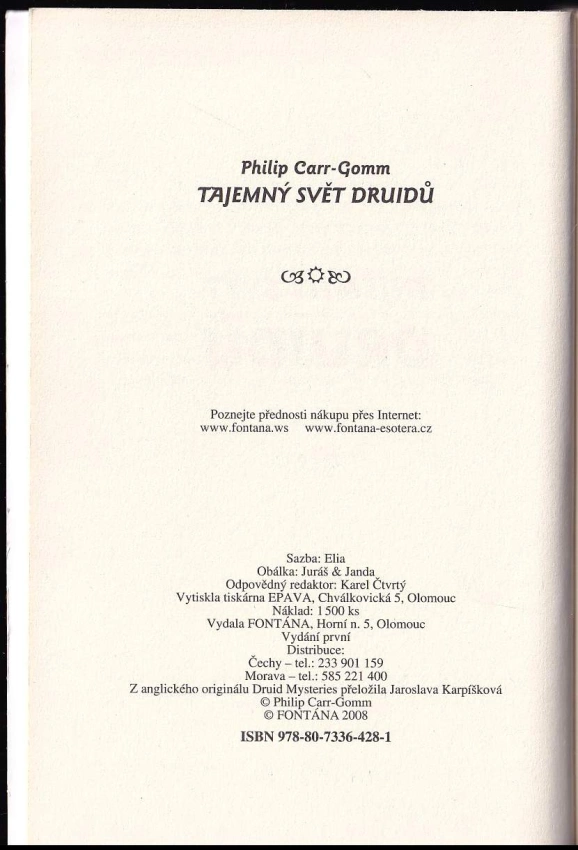 Philip Carr-Gomm
TAJEMNÝ SVĚT DRUIDŮ
Poznejte přednosti nákupu přes Internet:
www.fontana.ws www.fontana-esotera.cz
Sazba: Elia
Obálka: Juráš & Janda
Odpovědný redaktor: Karel Čtvrtý
Vytiskla tiskárna EPAVA, Chválkovická 5, Olomouc
Náklad: 1 500 ks
Vydala FONTÁNA, Horní n. 5, Olomouc
Vydání první
Distribuce:
Čechy – tel.: 233 901 159
Morava – tel.: 585 221 400
Z anglického originálu Druid Mysteries přeložila Jaroslava Karpíšková
© Philip Carr-Gomm
© FONTÁNA 2008
ISBN 978-80-7336-428-1